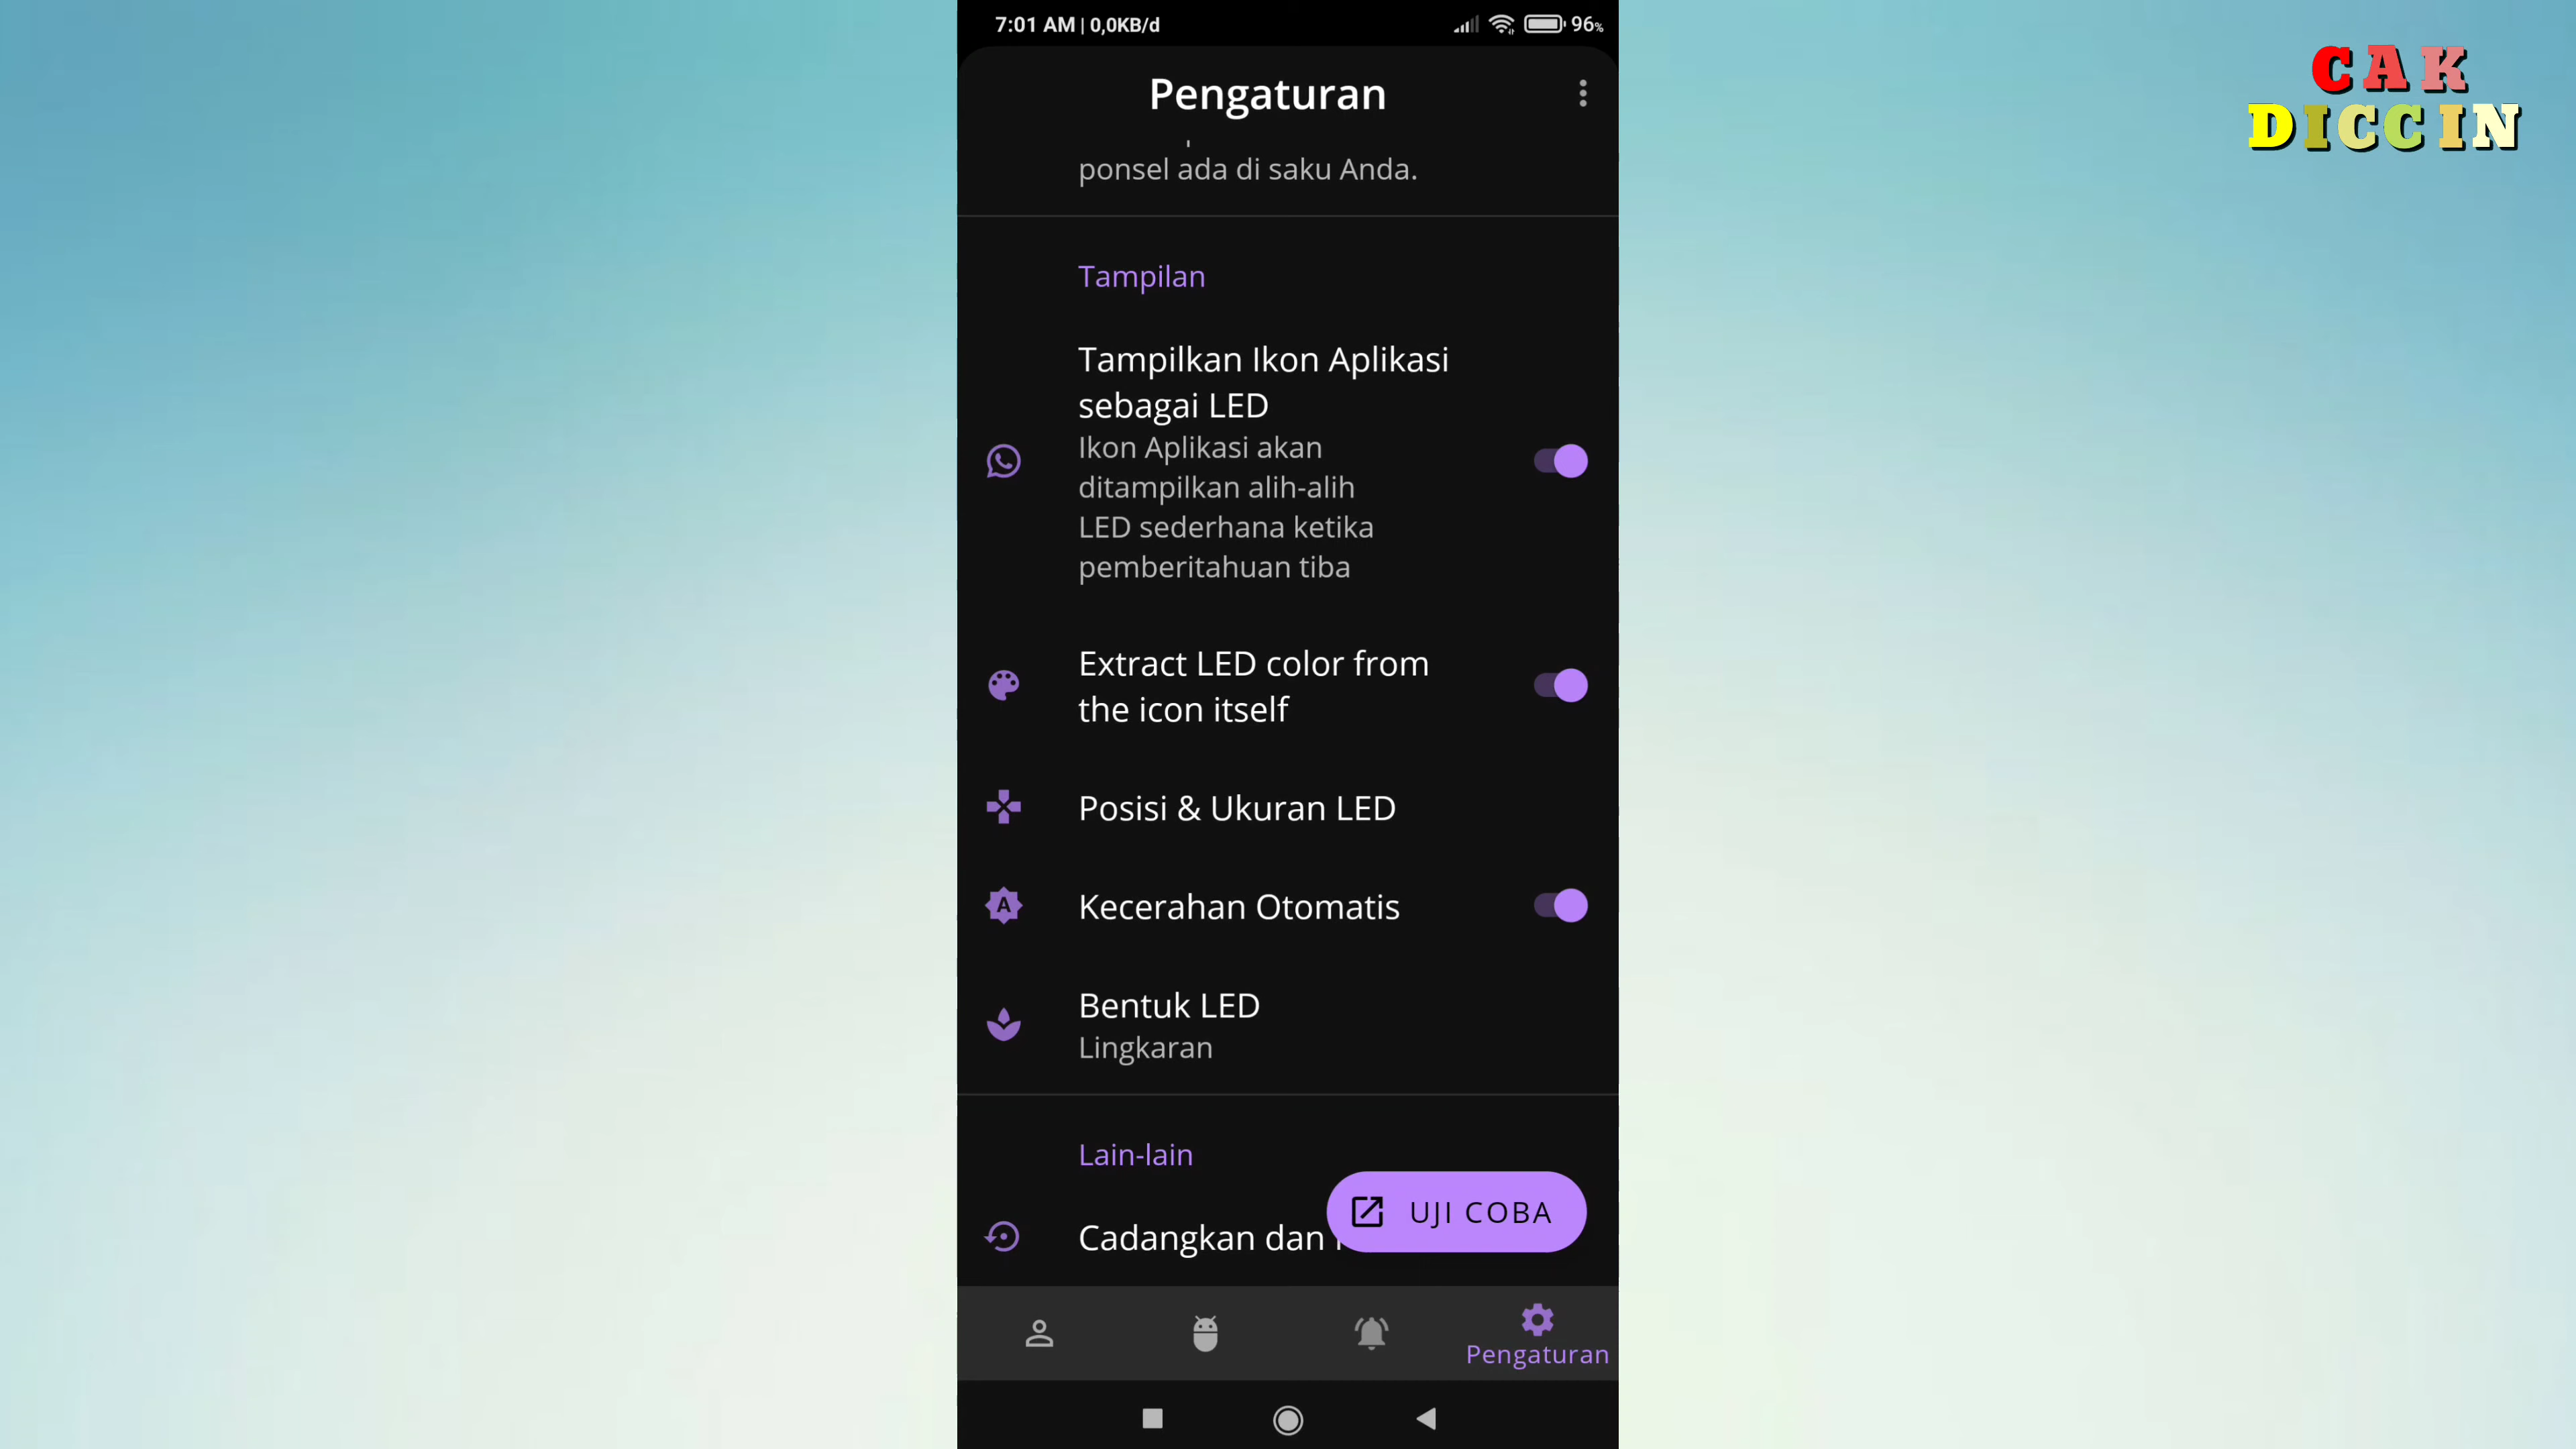 7:01 AM | 0,0KB/d
96%
CAK
DICCIN
Pengaturan
ponsel ada di saku Anda.
Tampilan
Tampilkan Ikon Aplikasi
sebagai LED
Ikon Aplikasi akan
ditampilkan alih-alih
LED sederhana ketika
pemberitahuan tiba
Extract LED color from
the icon itself
Posisi & Ukuran LED
Kecerahan Otomatis
Bentuk LED
Lingkaran
Lain-lain
UJI COBA
Cadangkan dan
Pengaturan